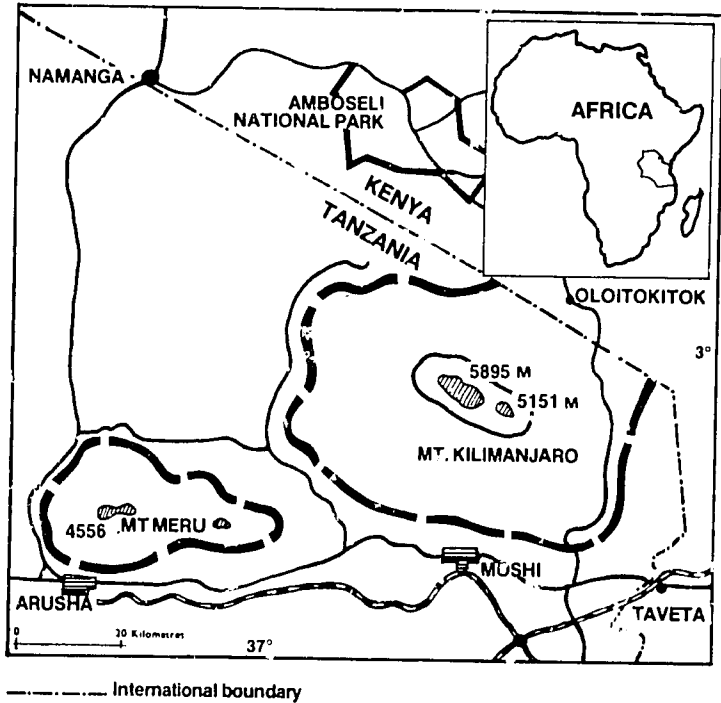 NAMANGA
AMBOSELI
NATIONAL PARK
AFRICA
KENYA
TANZANIA
OLOITOKITOK
3°
5895 M
5151 M
MT. KILIMANJARO
4556
MT MERU
MOSHI
ARUSHA
TAVETA
0
20 Kilometres
37°
International boundary